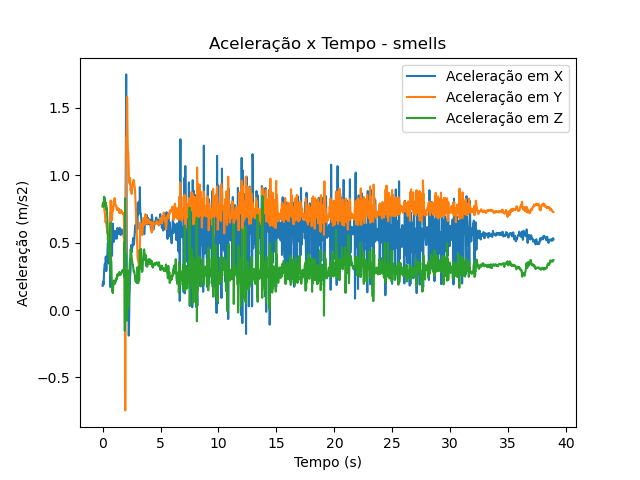 Aceleração x Tempo - smells
Aceleração em X
Aceleração em Y
Aceleração em Z
Aceleração (m/s2)
1.5
1.0
0.5
0.0
−0.5
0 5 10 15 20 25 30 35 40
Tempo (s)